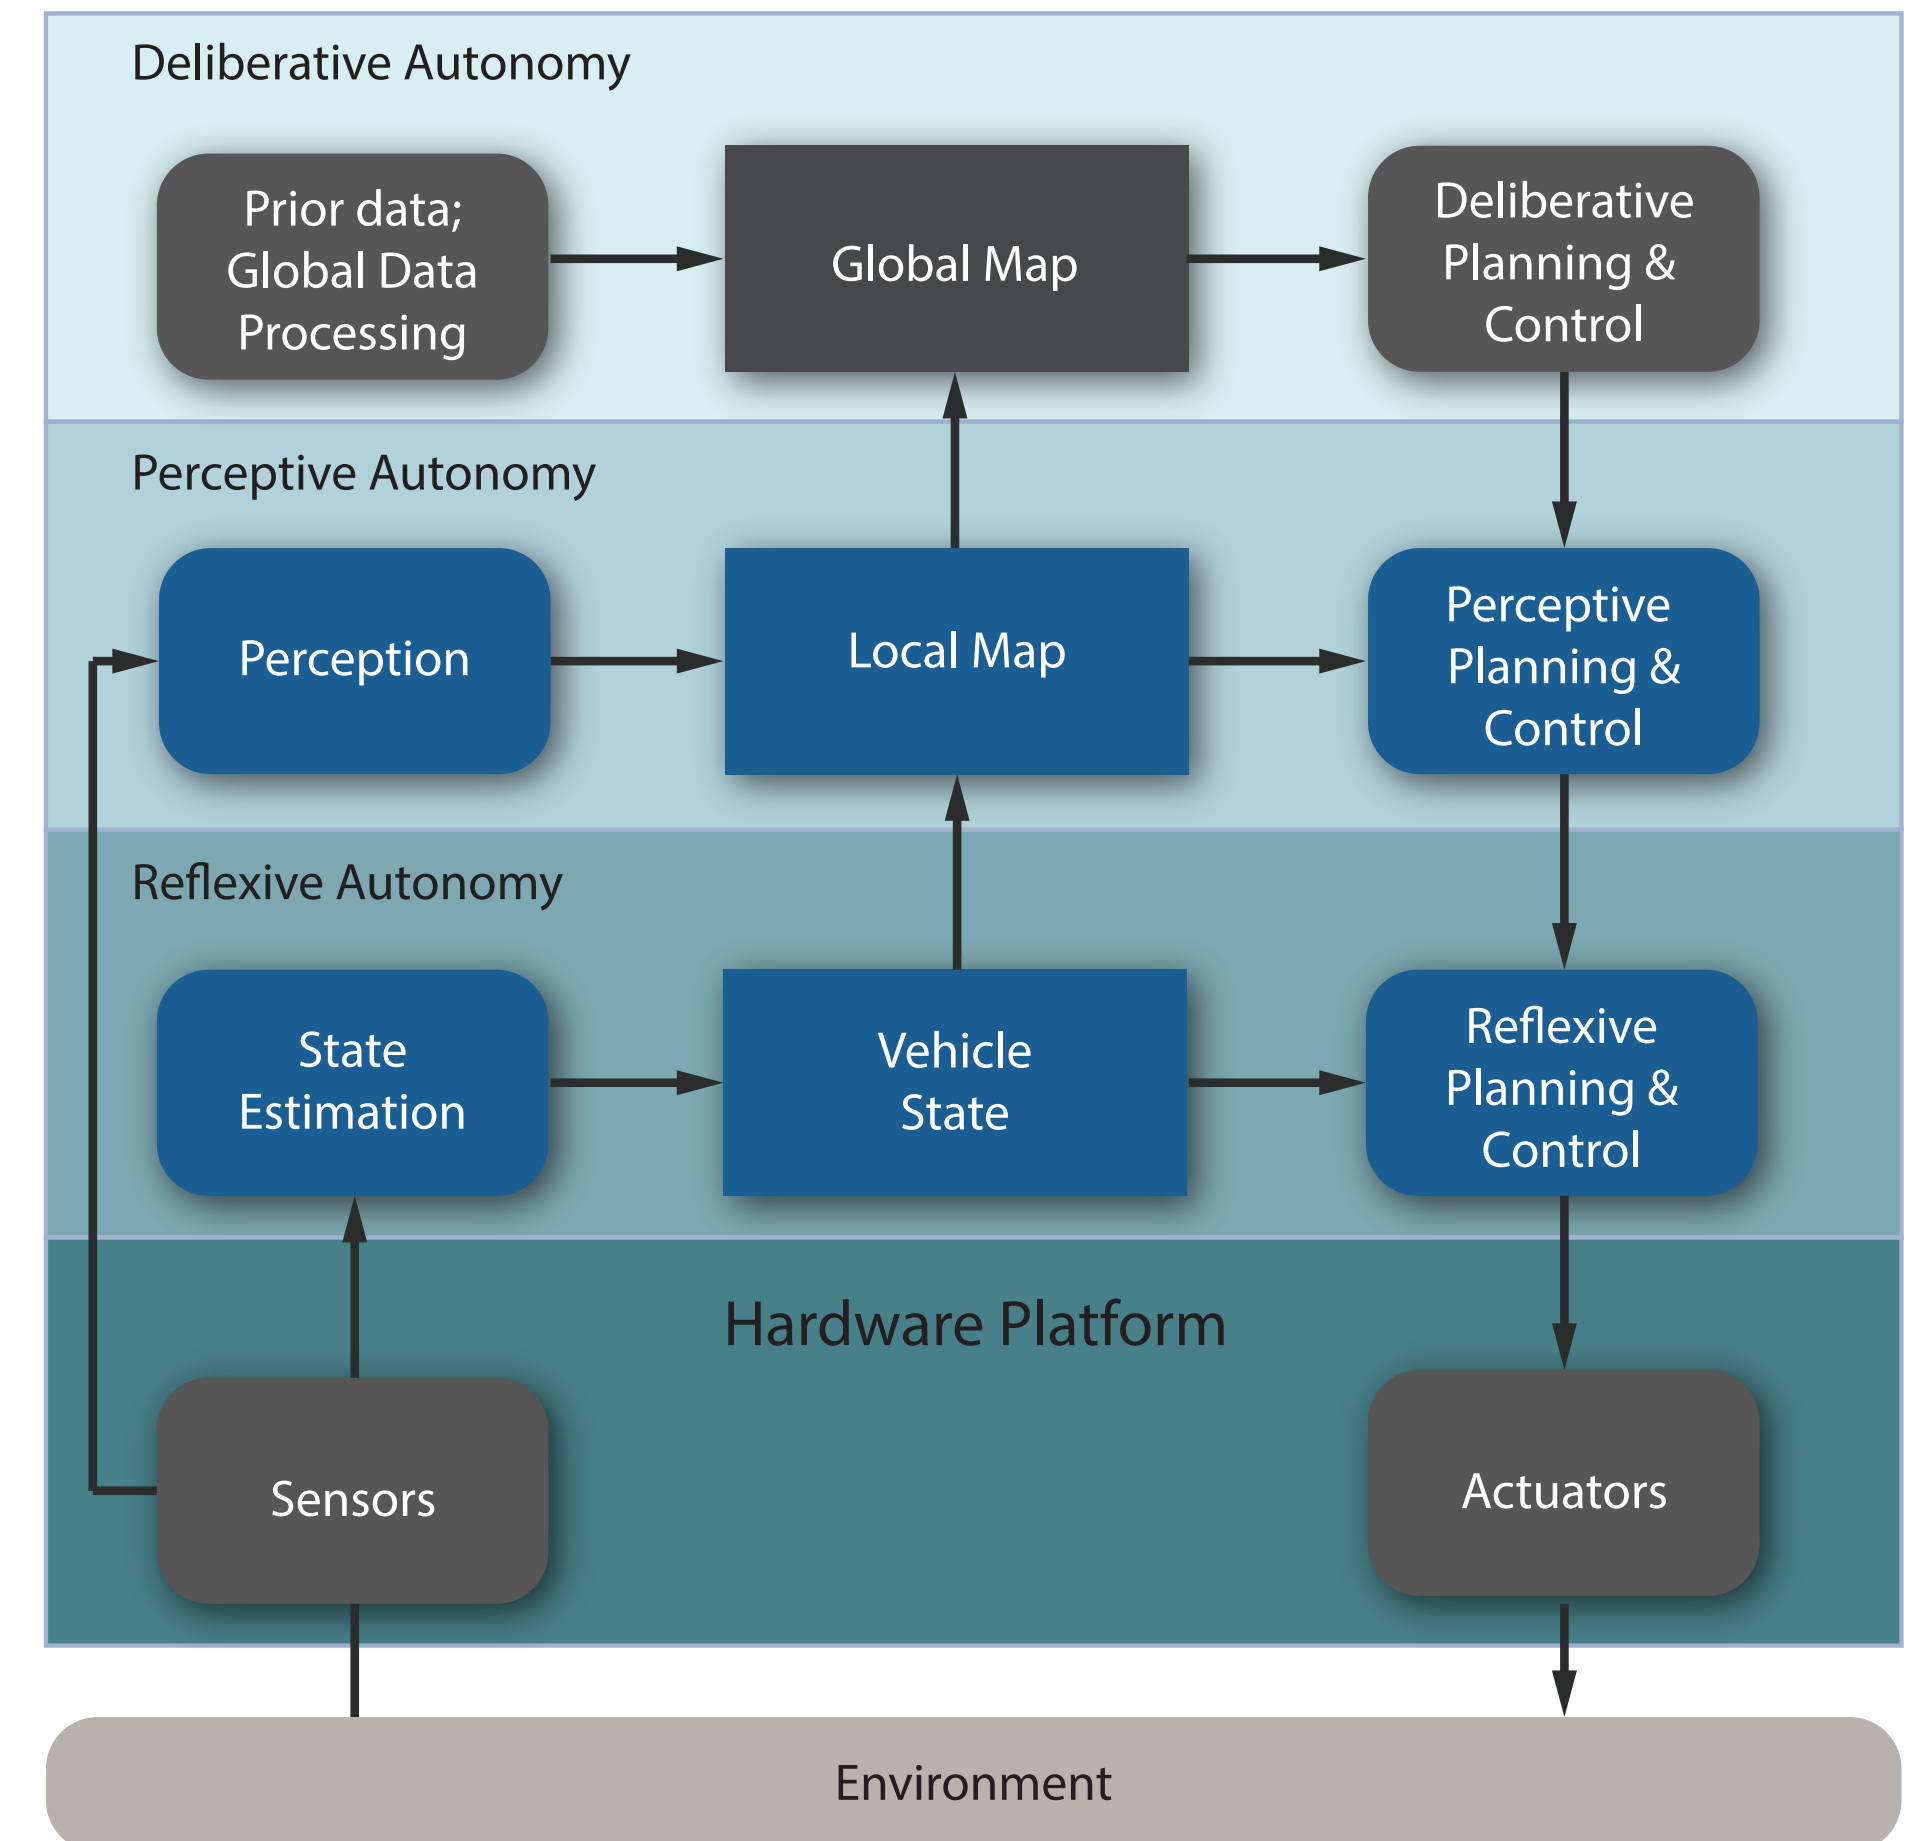 Deliberative Autonomy
Prior data;
Global Data
Processing
Global Map
Deliberative
Planning &
Control
Perceptive Autonomy
Perception
Local Map
Perceptive
Planning &
Control
Reflexive Autonomy
State
Estimation
Vehicle
State
Reflexive
Planning &
Control
Hardware Platform
Sensors
Actuators
Environment